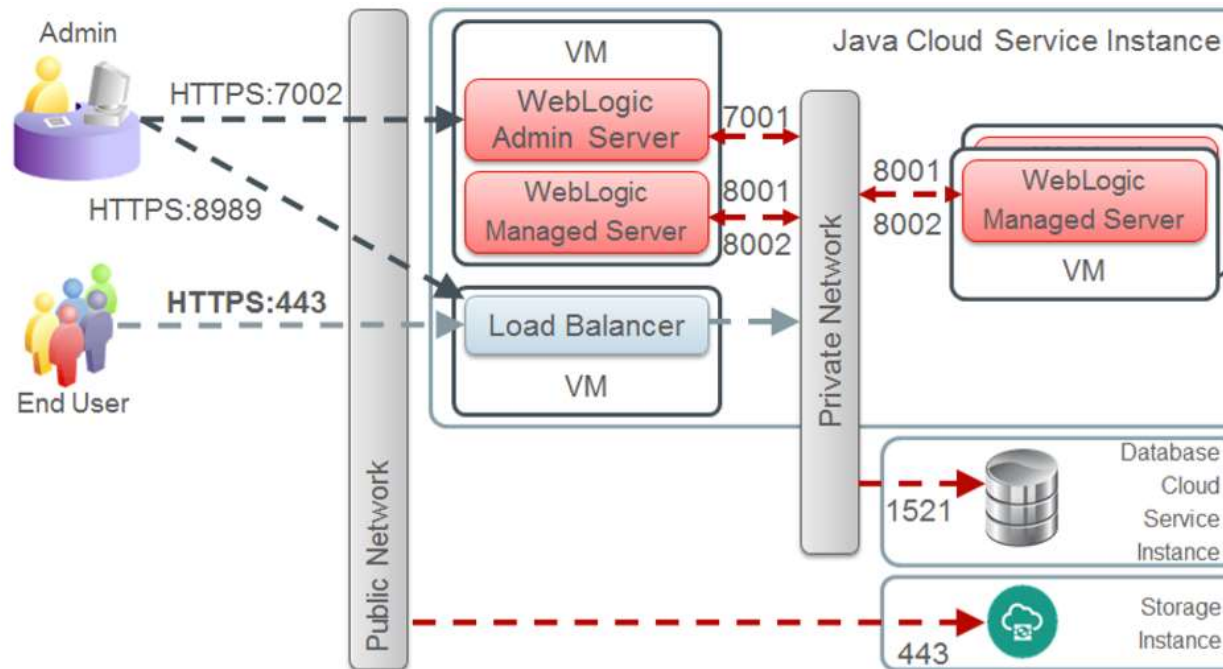 Admin
HTTPS:7002
HTTPS:8989
HTTPS:443
End User
Public Network
VM
WebLogic
Admin Server
WebLogic
Managed Server
Load Balancer
VM
7001
8001
8002
Private Network
Java Cloud Service Instance
8001
8002
WebLogic
Managed Server
VM
1521
Database
Cloud
Service
Instance
443
Storage
Instance